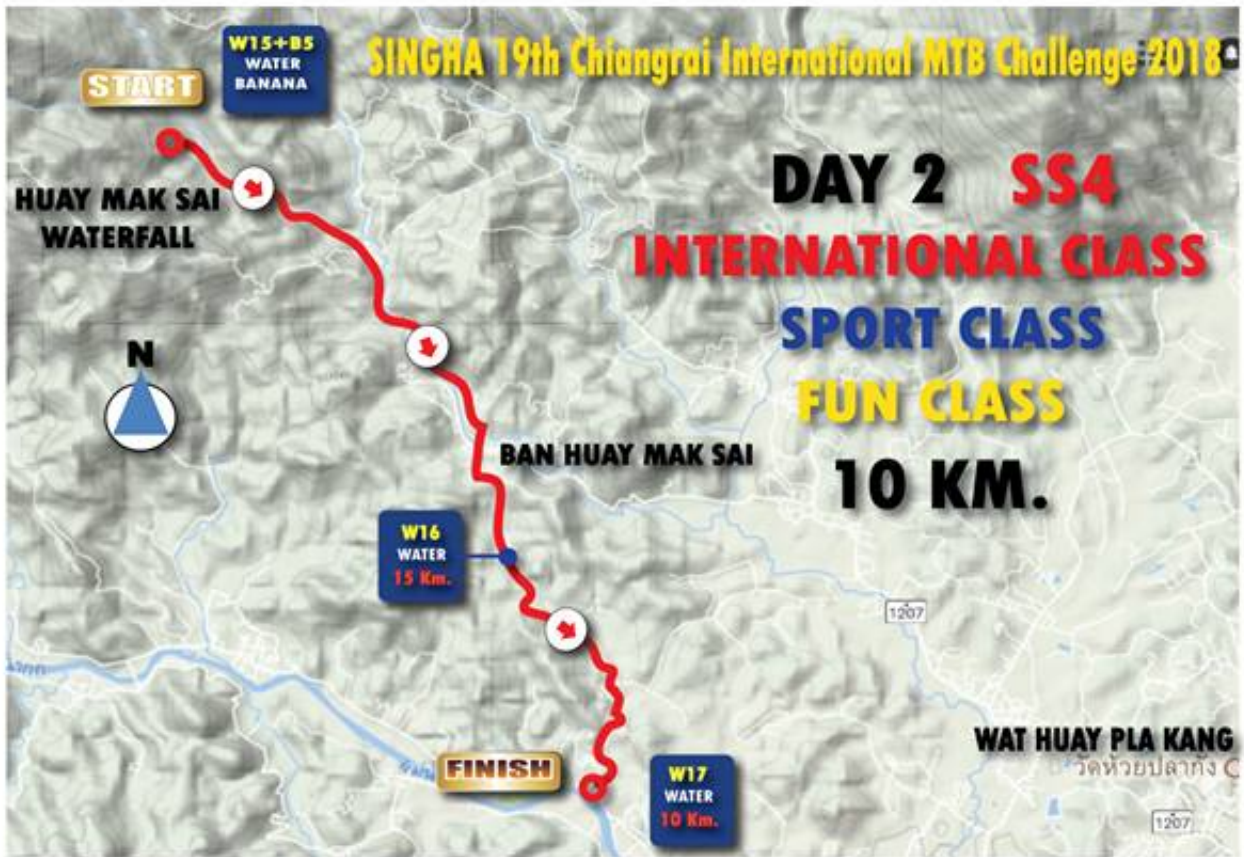 SINGHA 19th Chiangrai International MTB Challenge 2018
W15+B5
WATER
BANANA
START
DAY 2 SS4
INTERNATIONAL CLASS
SPORT CLASS
FUN CLASS
10 KM.
HUAY MAK SAI
WATERFALL
N
BAN HUAY MAK SAI
W16
WATER
15 Km.
1207
WAT HUAY PLA KANG
วัดห้วยปลากั้ง
FINISH
W17
WATER
10 Km.
1207